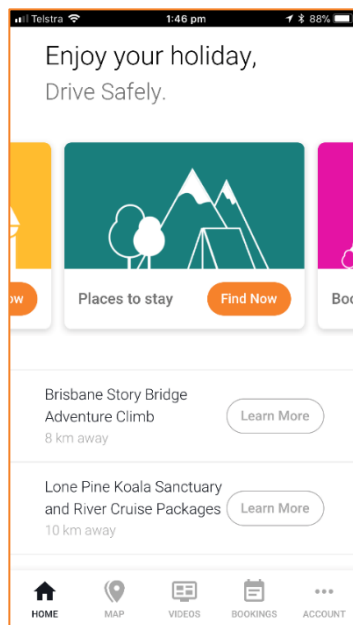 Telstra 1:46 pm 88%
Enjoy your holiday,
Drive Safely.
ow Places to stay Find Now Boo
Brisbane Story Bridge
Adventure Climb
Learn More
8 km away
Lone Pine Koala Sanctuary
and River Cruise Packages
Learn More
10 km away
HOME MAP VIDEOS BOOKINGS ACCOUNT